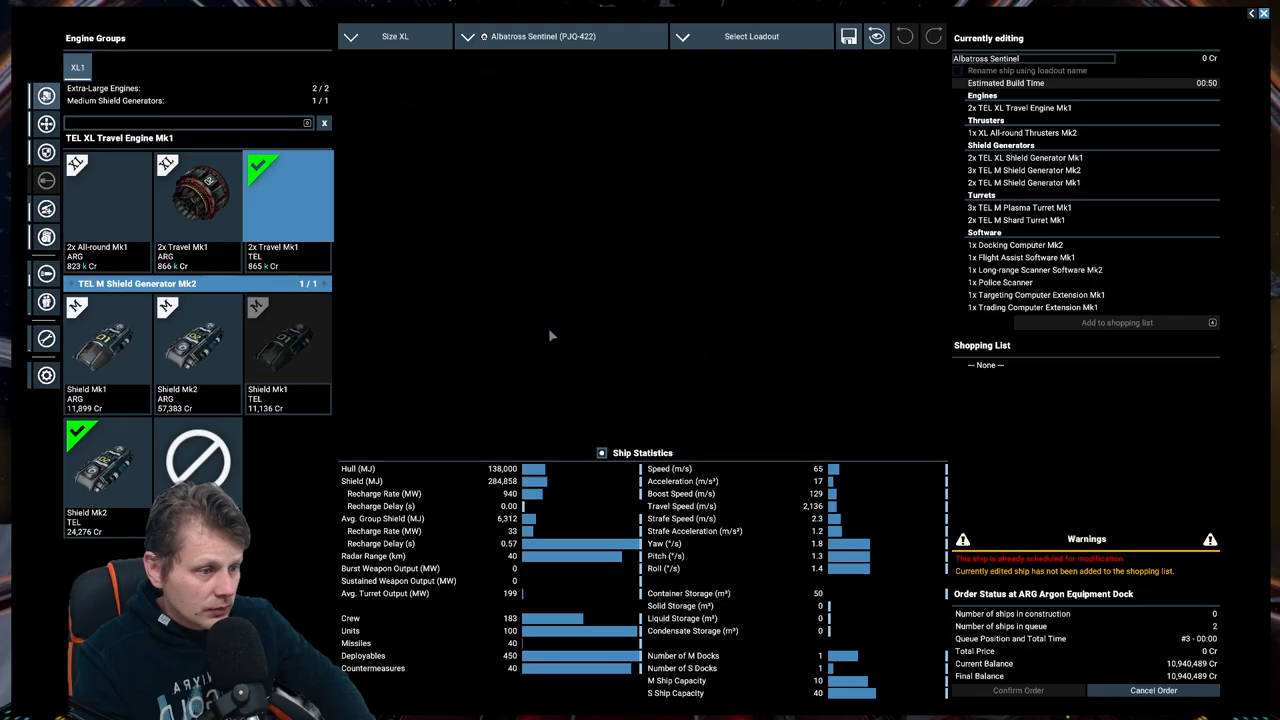 Engine Groups
XL1
Extra-Large Engines: 2 / 2
Medium Shield Generators: 1 / 1
X
TEL XL Travel Engine Mk1
XL
XL
2x All-round Mk1
ARG
823 k Cr
2x Travel Mk1
ARG
866 k Cr
2x Travel Mk1
TEL
865 k Cr
TEL M Shield Generator Mk2 1 / 1
M
M
M
Shield Mk1
ARG
11,899 Cr
Shield Mk2
ARG
57,383 Cr
Shield Mk1
TEL
11,136 Cr
Shield Mk2
TEL
24,276 Cr
Size XL
Albatross Sentinel (PJQ-422)
Select Loadout
Ship Statistics
Hull (MJ) 138,000
Shield (MJ) 284,858
Recharge Rate (MW) 940
Recharge Delay (s) 0.00
Avg. Group Shield (MJ) 6,312
Recharge Rate (MW) 33
Recharge Delay (s) 0.57
Radar Range (km) 40
Burst Weapon Output (MW) 0
Sustained Weapon Output (MW) 0
Avg. Turret Output (MW) 199
Crew 183
Units 100
Missiles 40
Deployables 450
Countermeasures 40
Speed (m/s) 65
Acceleration (m/s²) 17
Boost Speed (m/s) 129
Travel Speed (m/s) 2,136
Strafe Speed (m/s) 2.3
Strafe Acceleration (m/s²) 1.2
Yaw (°/s) 1.8
Pitch (°/s) 1.3
Roll (°/s) 1.4
Container Storage (m³) 50
Solid Storage (m³) 0
Liquid Storage (m³) 0
Condensate Storage (m³) 0
Number of M Docks 1
Number of S Docks 1
M Ship Capacity 10
S Ship Capacity 40
Currently editing
Albatross Sentinel 0 Cr
Rename ship using loadout name
Estimated Build Time 00:50
Engines
2x TEL XL Travel Engine Mk1
Thrusters
1x XL All-round Thrusters Mk2
Shield Generators
2x TEL XL Shield Generator Mk1
3x TEL M Shield Generator Mk2
2x TEL M Shield Generator Mk1
Turrets
3x TEL M Plasma Turret Mk1
2x TEL M Shard Turret Mk1
Software
1x Docking Computer Mk2
1x Flight Assist Software Mk1
1x Long-range Scanner Software Mk2
1x Police Scanner
1x Targeting Computer Extension Mk1
1x Trading Computer Extension Mk1
Add to shopping list
Shopping List
--- None ---
Warnings
This ship is already scheduled for modification.
Currently edited ship has not been added to the shopping list.
Order Status at ARG Argon Equipment Dock
Number of ships in construction 0
Number of ships in queue 2
Queue Position and Total Time #3 - 00:00
Total Price 0 Cr
Current Balance 10,940,489 Cr
Final Balance 10,940,489 Cr
Confirm Order
Cancel Order